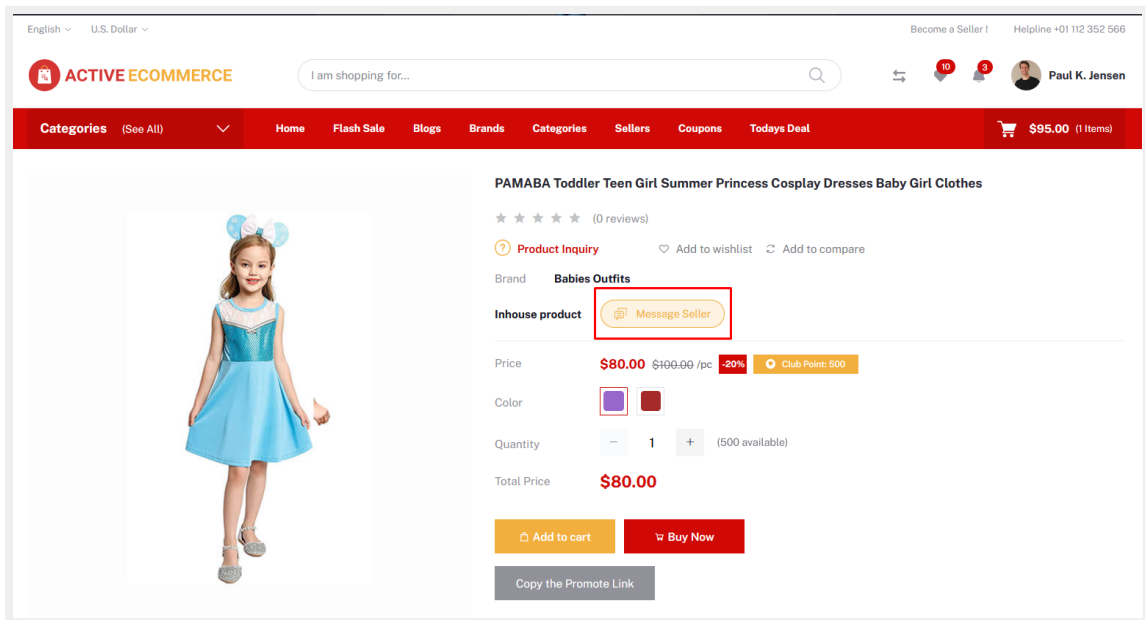 English U.S. Dollar Become a Seller ! Helpline +01 112 352 566
ACTIVE ECOMMERCE I am shopping for... 10 3 Paul K. Jensen
Categories (See All) Home Flash Sale Blogs Brands Categories Sellers Coupons Todays Deal $95.00 (1 Items)
PAMABA Toddler Teen Girl Summer Princess Cosplay Dresses Baby Girl Clothes
(0 reviews)
? Product Inquiry Add to wishlist Add to compare
Brand Babies Outfits
Inhouse product Message Seller
Price $80.00 $100.00 /pc -20% Club Point: 500
Color
Quantity − 1 + (500 available)
Total Price $80.00
Add to cart Buy Now
Copy the Promote Link